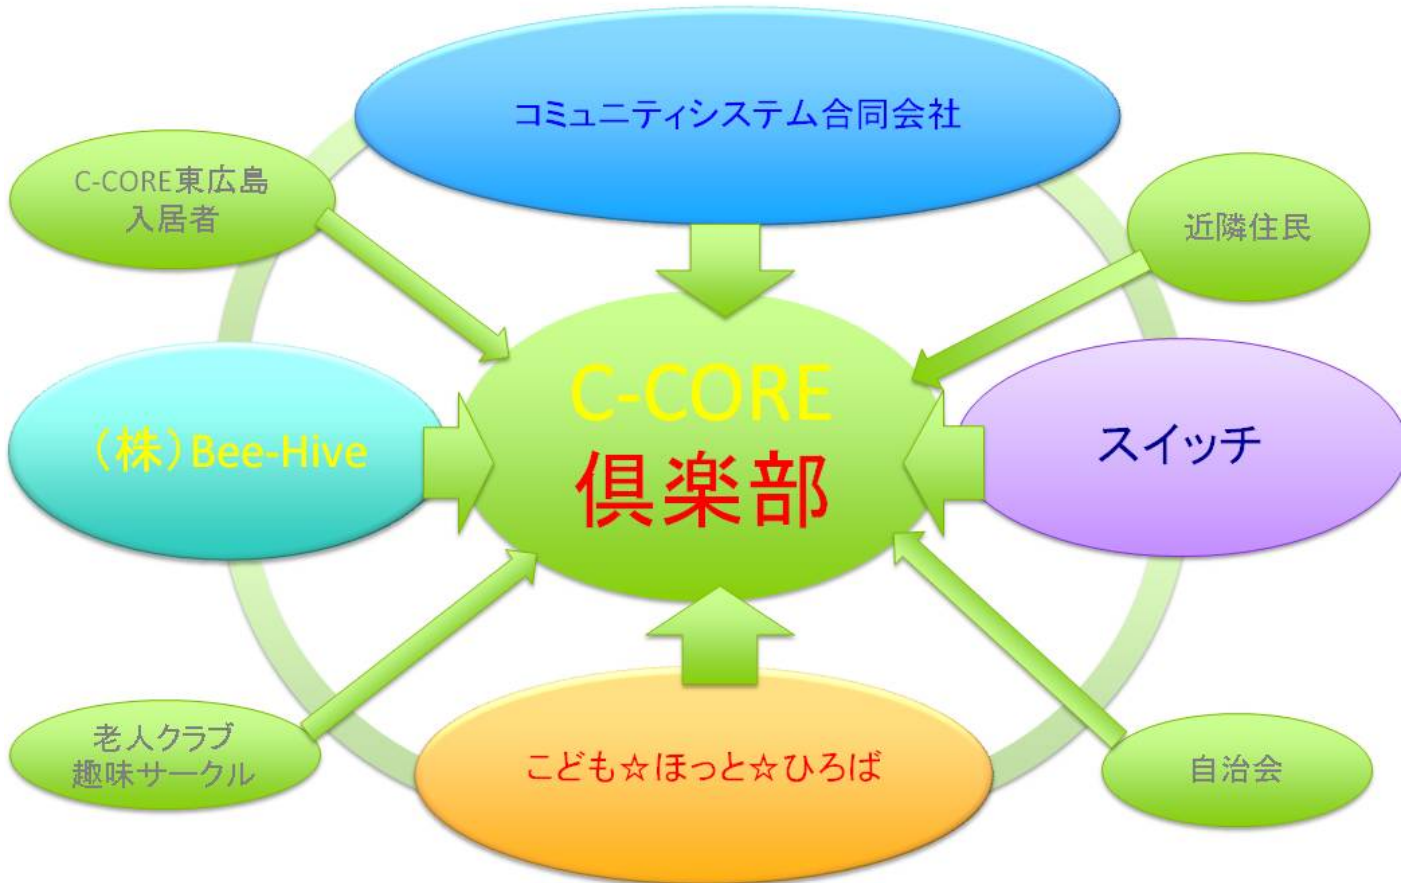 コミュニティシステム合同会社
C-CORE東広島
入居者
近隣住民
C-CORE
倶楽部
（株）Bee-Hive
スイッチ
老人クラブ
趣味サークル
こども☆ほっと☆ひろば
自治会